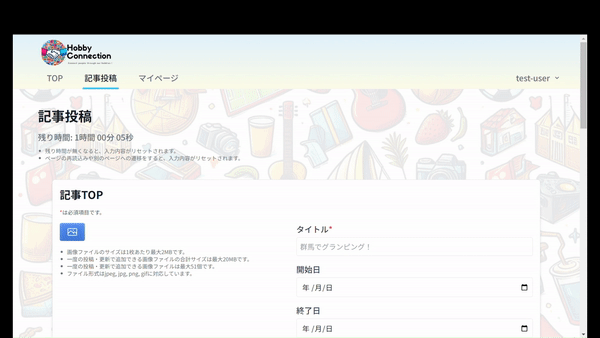 Hobby
Connection
TOP 記事投稿 マイページ test-user
記事投稿
残り時間: 1時間 00分 05秒
残り時間が無くなると、入力内容がリセットされます。
ページの再読込みや別のページへの遷移をすると、入力内容がリセットされます。
記事TOP
*は必須項目です。
画像ファイルのサイズは1枚あたり最大2MBです。
一度の投稿・更新で追加できる画像ファイルの合計サイズは最大20MBです。
一度の投稿・更新で追加できる画像ファイルは最大51個です。
ファイル形式はjpeg, jpg, png, gifに対応しています。
タイトル*
群馬でグランピング！
開始日
年 /月/日
終了日
年 /月/日